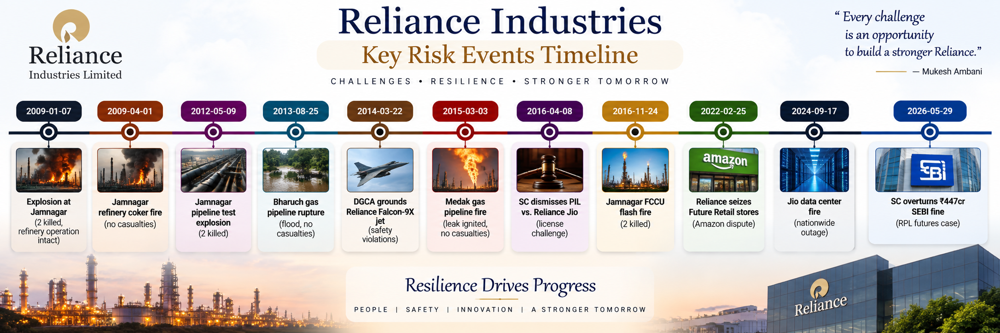 Reliance
Industries Limited
Reliance Industries
Key Risk Events Timeline
CHALLENGES • RESILIENCE • STRONGER TOMORROW
“ Every challenge
is an opportunity
to build a stronger Reliance.”
— Mukesh Ambani
2009-01-07
Explosion at
Jamnagar
(2 killed,
refinery operation
intact)
2009-04-01
Jamnagar
refinery coker fire
(no casualties)
2012-05-09
Jamnagar
pipeline test
explosion
(2 killed)
2013-08-25
Bharuch gas
pipeline rupture
(flood, no
casualties)
2014-03-22
DGCA grounds
Reliance Falcon-9X
jet
(safety
violations)
2015-03-03
Medak gas
pipeline fire
(leak ignited,
no casualties)
2016-04-08
SC dismisses PIL
vs. Reliance Jio
(license
challenge)
2016-11-24
Jamnagar FCCU
flash fire
(2 killed)
2022-02-25
amazon
Reliance seizes
Future Retail stores
(Amazon dispute)
2024-09-17
Jio data center
fire
(nationwide
outage)
2026-05-29
SEBI
SC overturns ₹447cr
SEBI fine
(RPL futures case)
Resilience Drives Progress
PEOPLE | SAFETY | INNOVATION | A STRONGER TOMORROW
Reliance